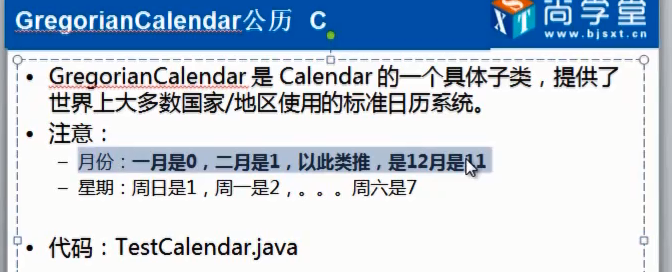 GregorianCalendar公历 C
尚学堂
www.bjsxt.cn
• GregorianCalendar 是 Calendar 的一个具体子类，提供了
世界上大多数国家/地区使用的标准日历系统。
• 注意：
– 月份：一月是0，二月是1，以此类推，是12月是11
– 星期：周日是1，周一是2，。。。周六是7
• 代码：TestCalendar.java